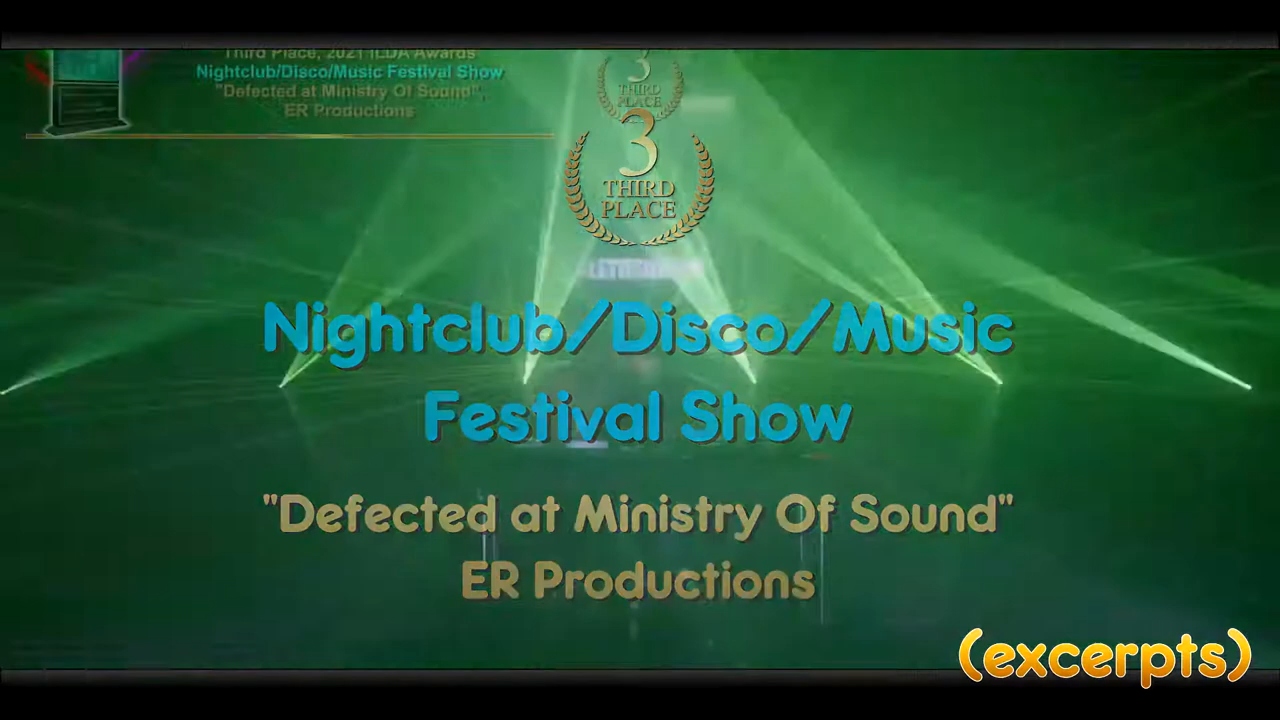 Third Place, 2021 ILDA Awards
Nightclub/Disco/Music Festival Show
"Defected at Ministry Of Sound",
ER Productions
3
THIRD
PLACE
3
THIRD
PLACE
Nightclub/Disco/Music
Festival Show
"Defected at Ministry Of Sound"
ER Productions
(excerpts)